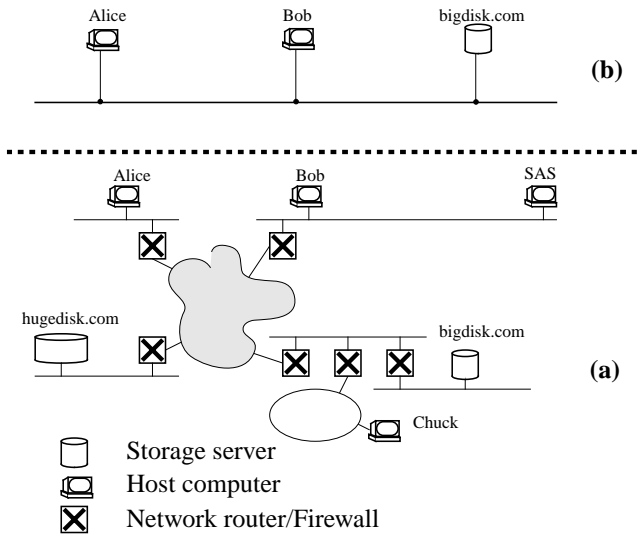 Alice
Bob
bigdisk.com
(b)
Alice
Bob
SAS
hugedisk.com
bigdisk.com
(a)
Chuck
Storage server
Host computer
Network router/Firewall